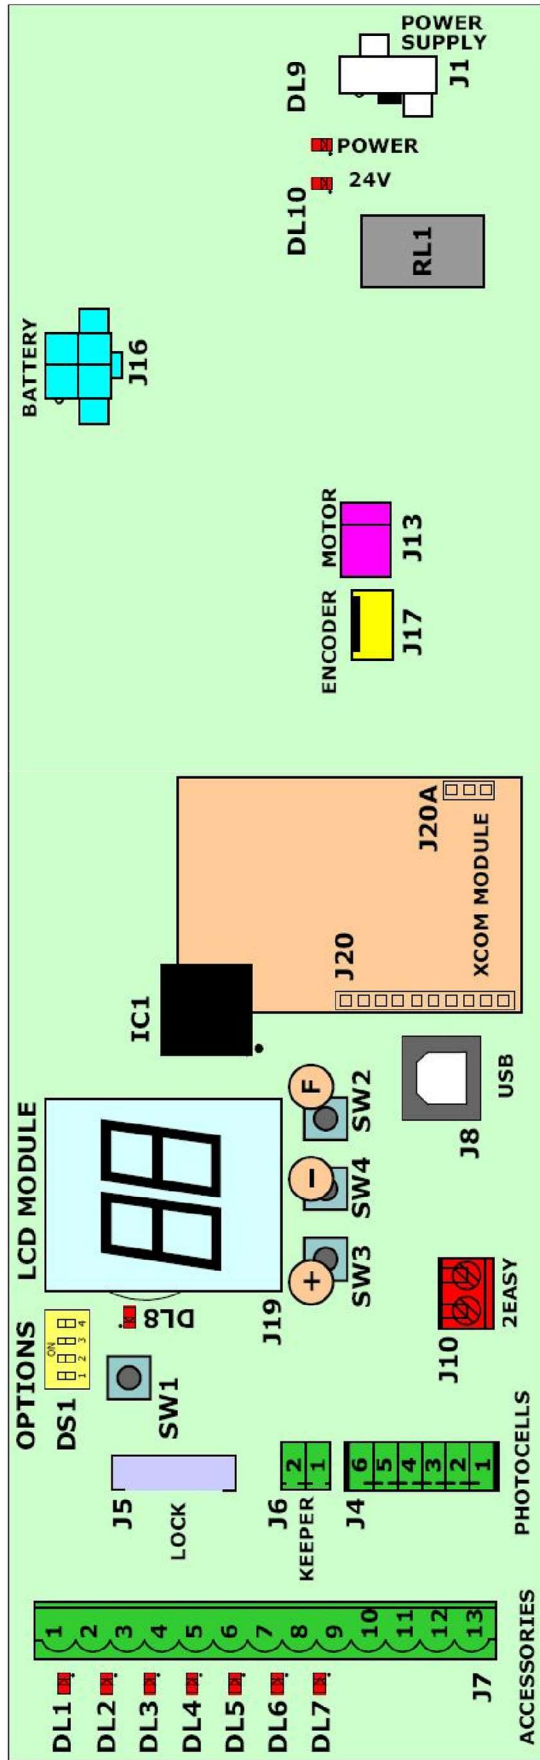 POWER
SUPPLY
J1
DL9
POWER
24V
DL10
RL1
BATTERY
J16
MOTOR
J13
ENCODER
J17
J20A
XCOM MODULE
J20
IC1
LCD MODULE
F
SW2
-
SW4
+
SW3
J19
USB
J8
OPTIONS
DS1
ON
1 2 3 4
DL8
SW1
2EASY
J10
J5
LOCK
J6
KEEPER
2
1
J4
6
5
4
3
2
1
PHOTOCELLS
1
2
3
4
5
6
7
8
9
10
11
12
13
J7
ACCESSORIES
DL1
DL2
DL3
DL4
DL5
DL6
DL7